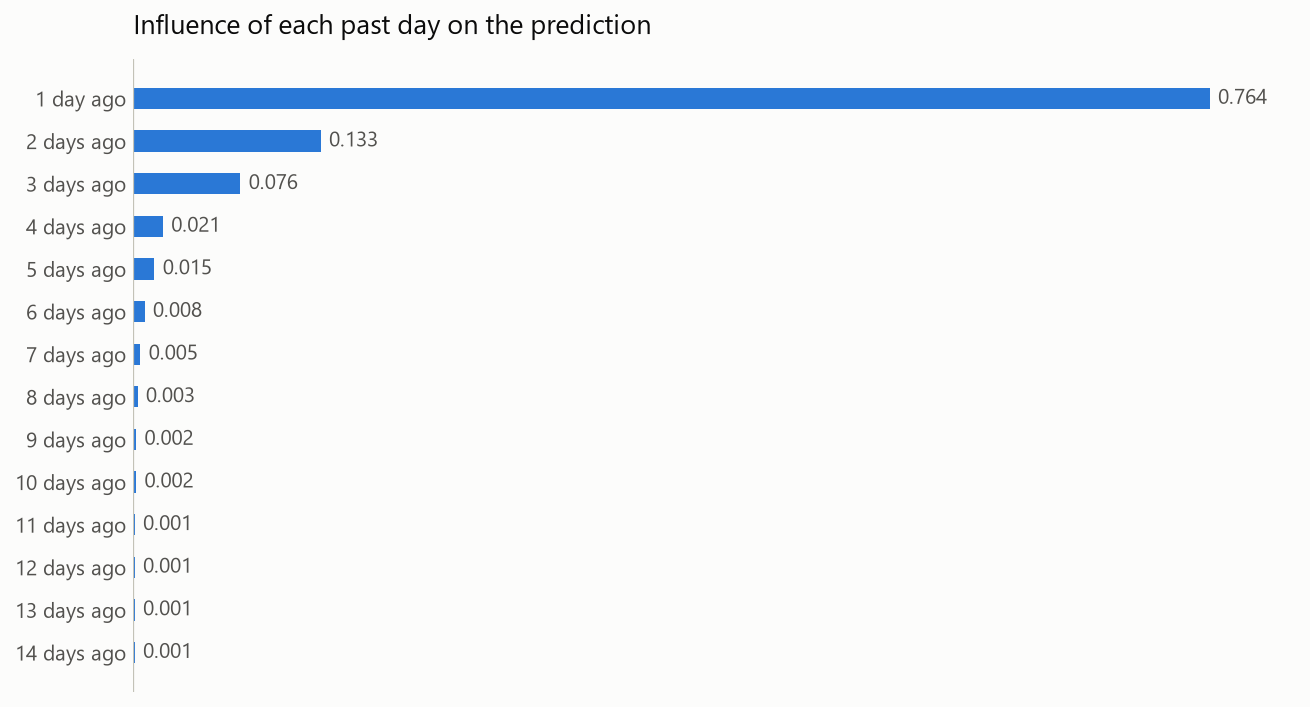 Influence of each past day on the prediction
1 day ago 0.764
2 days ago 0.133
3 days ago 0.076
4 days ago 0.021
5 days ago 0.015
6 days ago 0.008
7 days ago 0.005
8 days ago 0.003
9 days ago 0.002
10 days ago 0.002
11 days ago 0.001
12 days ago 0.001
13 days ago 0.001
14 days ago 0.001